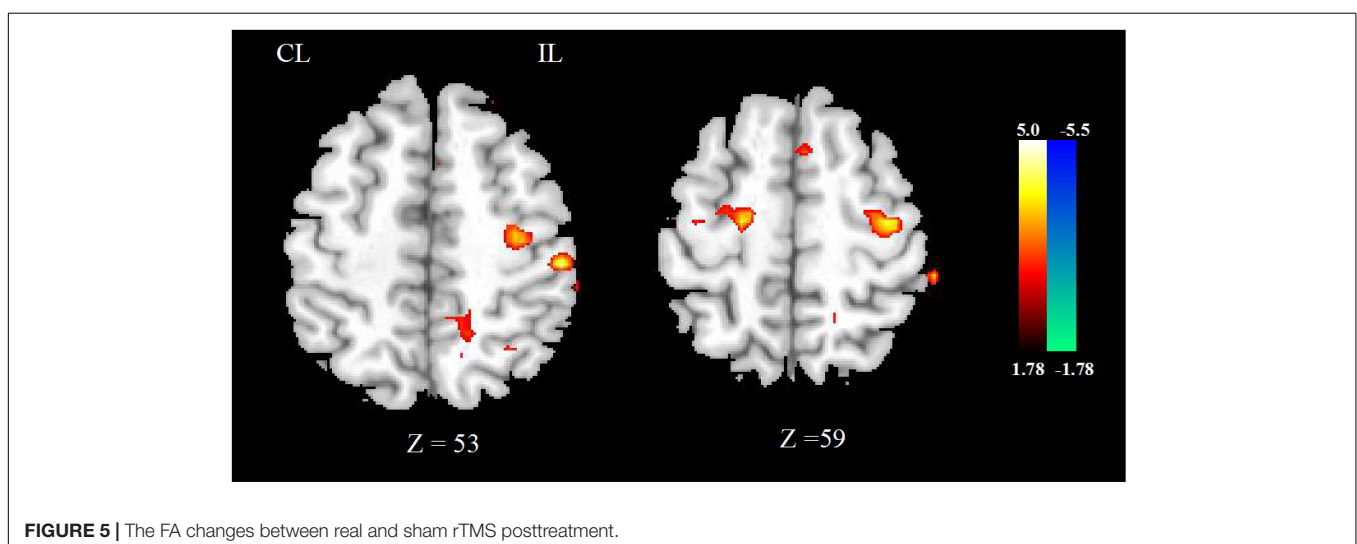 CL IL
5.0 -5.5
1.78 -1.78
Z = 53
Z =59
FIGURE 5 | The FA changes between real and sham rTMS posttreatment.